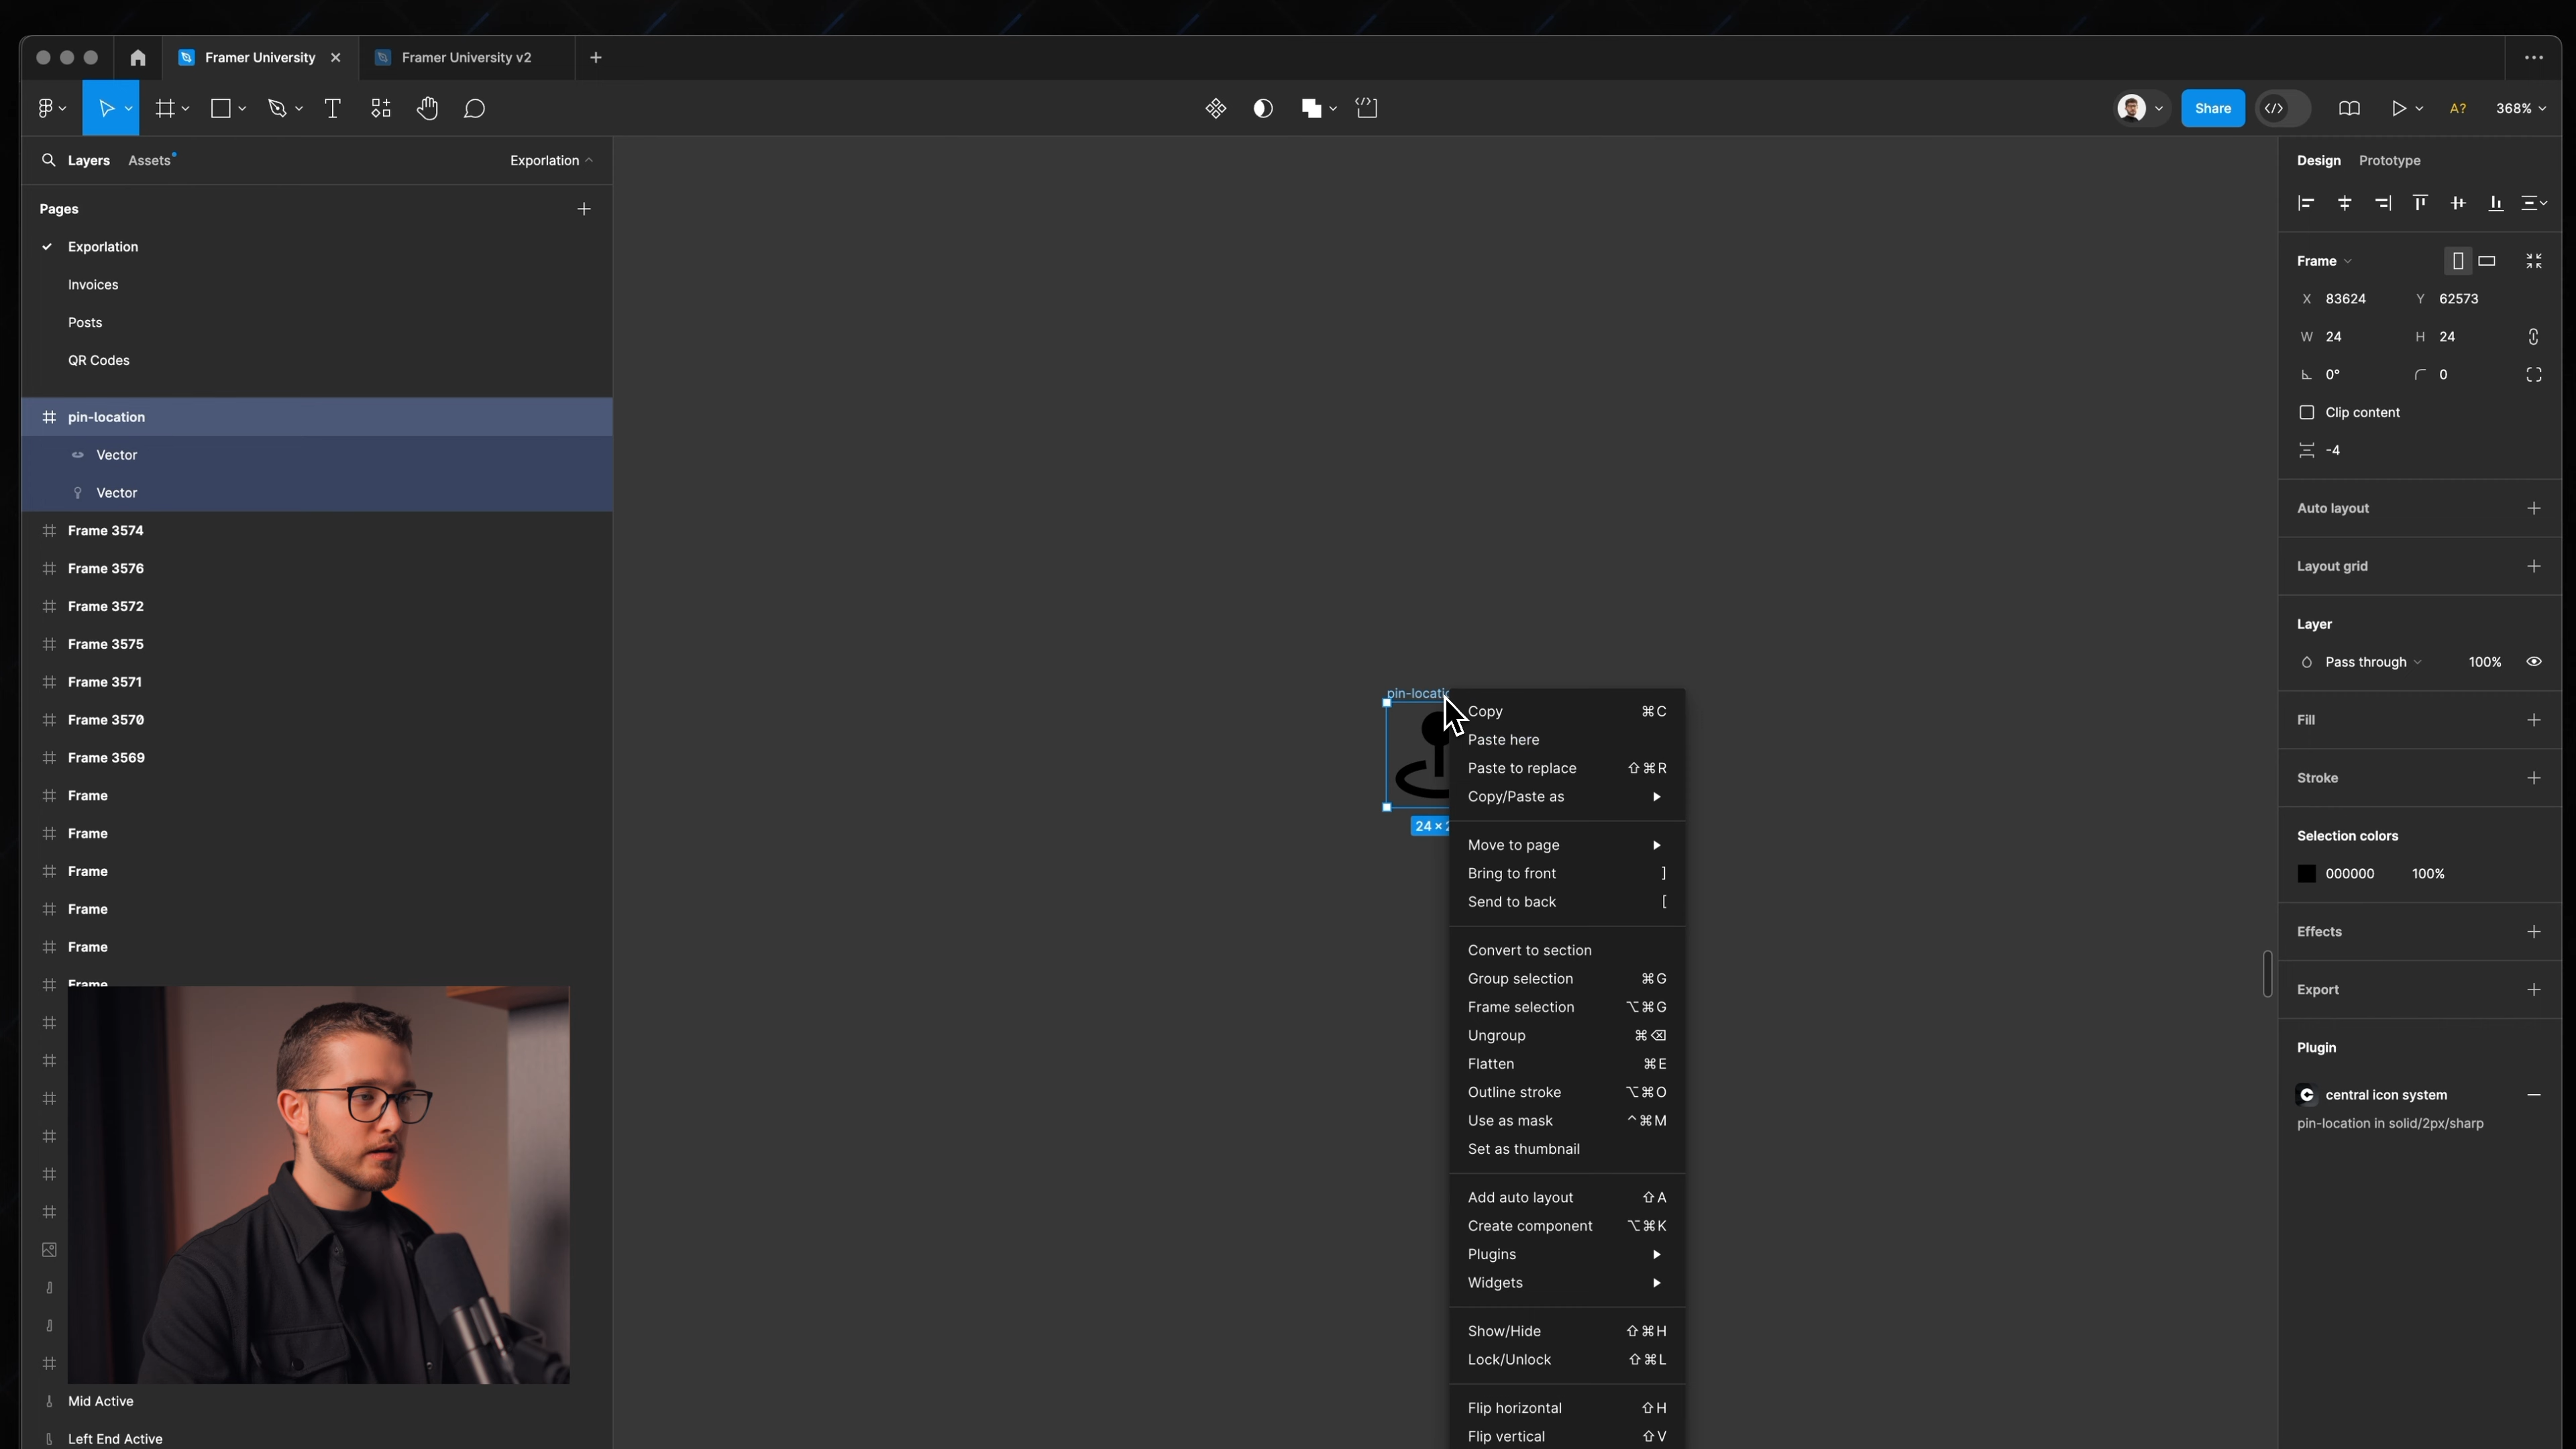 Framer University
Framer University v2
Share
A?
368%
Layers
Assets
Exporlation
Pages
Exporlation
Invoices
Posts
QR Codes
pin-location
Vector
Vector
Frame 3574
Frame 3576
Frame 3572
Frame 3575
Frame 3571
Frame 3570
Frame 3569
Frame
Frame
Frame
Frame
Frame
Frame
Mid Active
Left End Active
Copy ⌘C
Paste here
Paste to replace ⇧⌘R
Copy/Paste as
Move to page
Bring to front ]
Send to back [
Convert to section
Group selection ⌘G
Frame selection ⌥⌘G
Ungroup ⌘⌫
Flatten ⌘E
Outline stroke ⌥⌘O
Use as mask ^⌘M
Set as thumbnail
Add auto layout ⇧A
Create component ⌥⌘K
Plugins
Widgets
Show/Hide ⇧⌘H
Lock/Unlock ⇧⌘L
Flip horizontal ⇧H
Flip vertical ⇧V
Design Prototype
Frame
X 83624 Y 62573
W 24 H 24
0° 0
Clip content
-4
Auto layout
Layout grid
Layer
Pass through 100%
Fill
Stroke
Selection colors
000000 100%
Effects
Export
Plugin
central icon system
pin-location in solid/2px/sharp